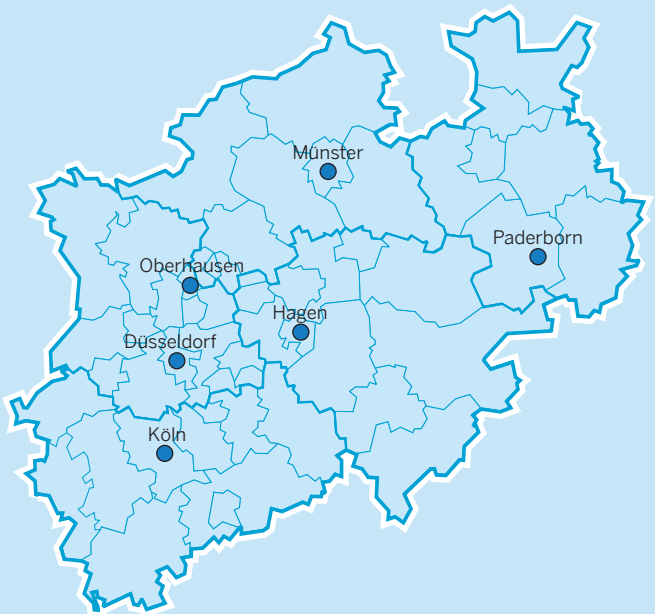 Münster
Paderborn
Oberhausen
Hagen
Düsseldorf
Köln